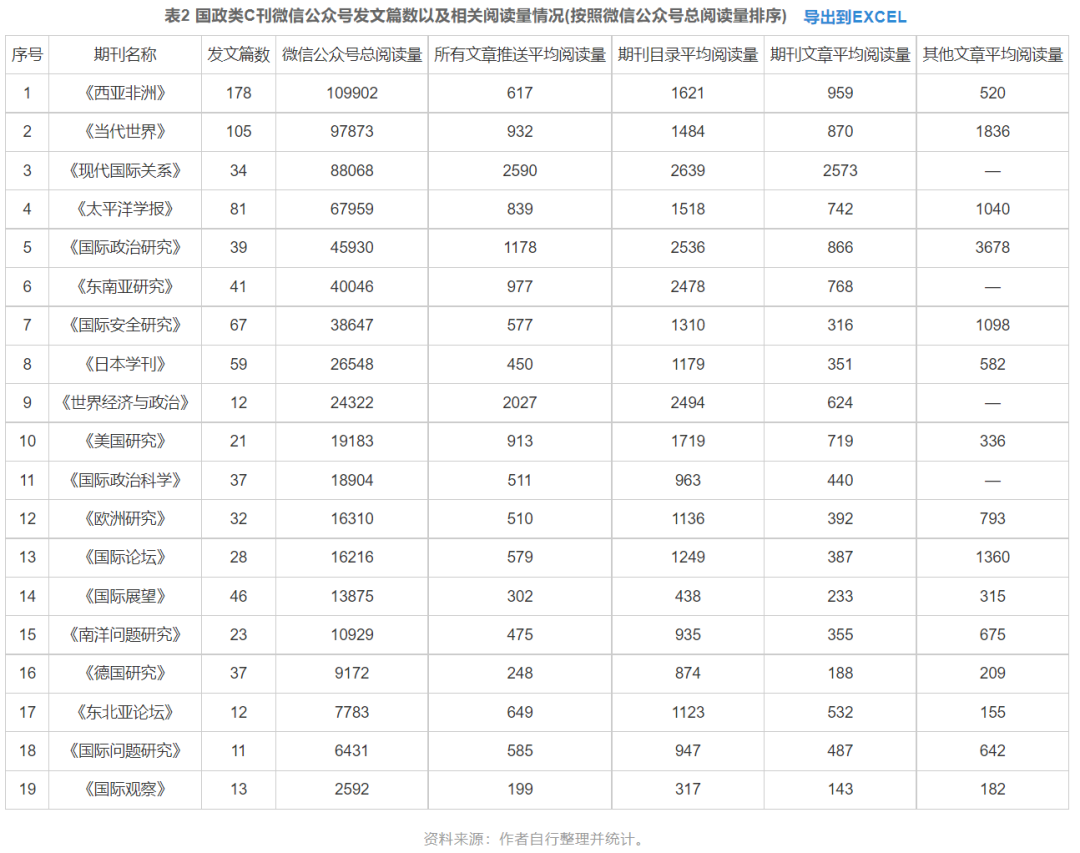 表2 国政类C刊微信公众号发文篇数以及相关阅读量情况(按照微信公众号总阅读量排序) 导出到EXCEL
序号 期刊名称 发文篇数 微信公众号总阅读量 所有文章推送平均阅读量 期刊目录平均阅读量 期刊文章平均阅读量 其他文章平均阅读量
1 《西亚非洲》 178 109902 617 1621 959 520
2 《当代世界》 105 97873 932 1484 870 1836
3 《现代国际关系》 34 88068 2590 2639 2573 —
4 《太平洋学报》 81 67959 839 1518 742 1040
5 《国际政治研究》 39 45930 1178 2536 866 3678
6 《东南亚研究》 41 40046 977 2478 768 —
7 《国际安全研究》 67 38647 577 1310 316 1098
8 《日本学刊》 59 26548 450 1179 351 582
9 《世界经济与政治》 12 24322 2027 2494 624 —
10 《美国研究》 21 19183 913 1719 719 336
11 《国际政治科学》 37 18904 511 963 440 —
12 《欧洲研究》 32 16310 510 1136 392 793
13 《国际论坛》 28 16216 579 1249 387 1360
14 《国际展望》 46 13875 302 438 233 315
15 《南洋问题研究》 23 10929 475 935 355 675
16 《德国研究》 37 9172 248 874 188 209
17 《东北亚论坛》 12 7783 649 1123 532 155
18 《国际问题研究》 11 6431 585 947 487 642
19 《国际观察》 13 2592 199 317 143 182
资料来源：作者自行整理并统计。